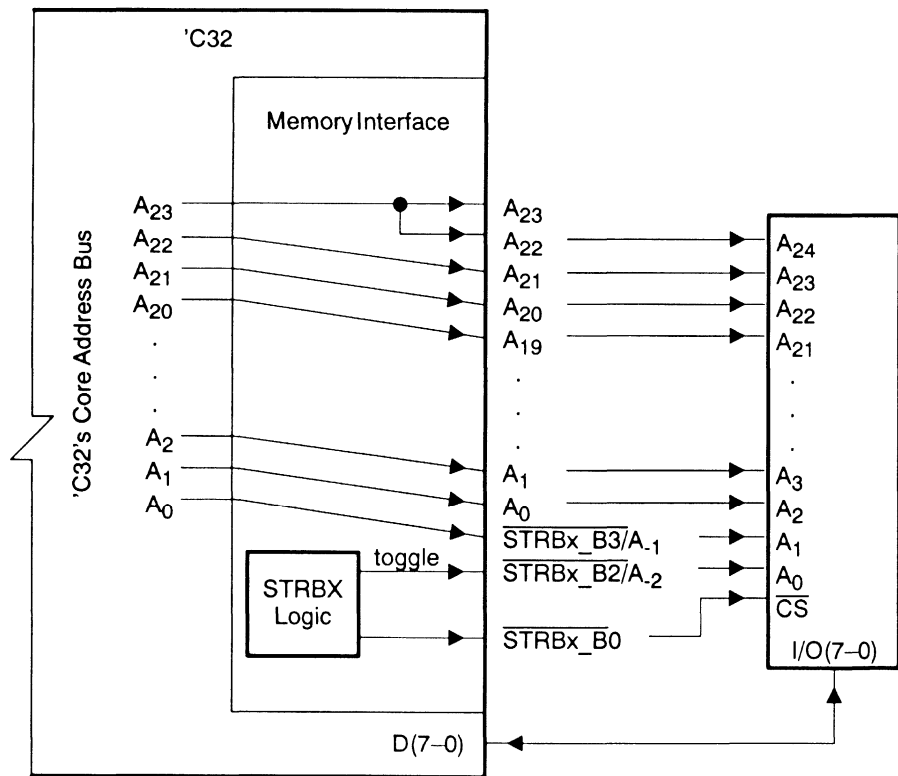 'C32
Memory Interface
'C32's Core Address Bus
A23
A22
A21
A20
.
.
.
A2
A1
A0
STRBX
Logic
toggle
A23
A22
A21
A20
A19
.
.
.
A1
A0
STRBx_B3/A-1
STRBx_B2/A-2
STRBx_B0
D(7–0)
A24
A23
A22
A21
.
.
.
A3
A2
A1
A0
CS
I/O(7–0)